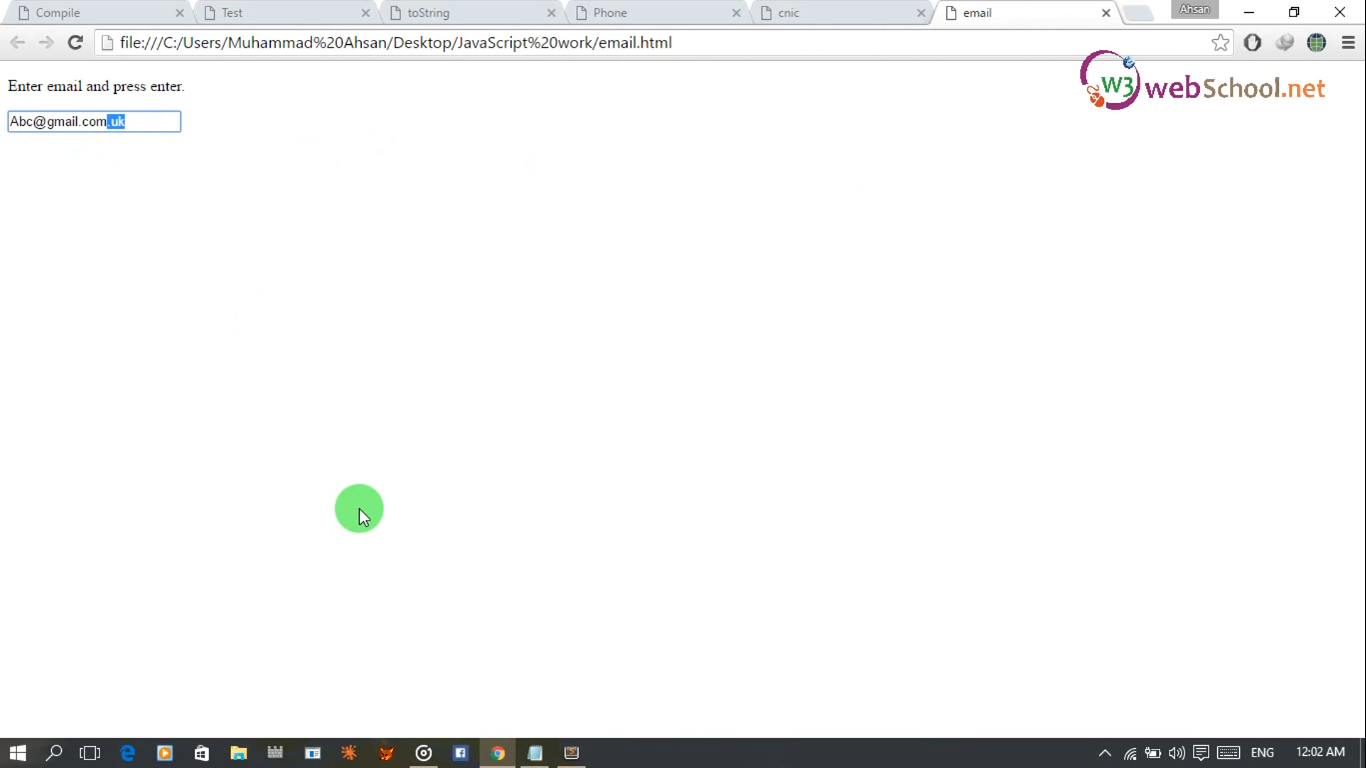 Compile
Test
toString
Phone
cnic
email
Ahsan
file:///C:/Users/Muhammad%20Ahsan/Desktop/JavaScript%20work/email.html
Enter email and press enter.
W3 webSchool.net
Abc@gmail.com.uk
ENG
12:02 AM